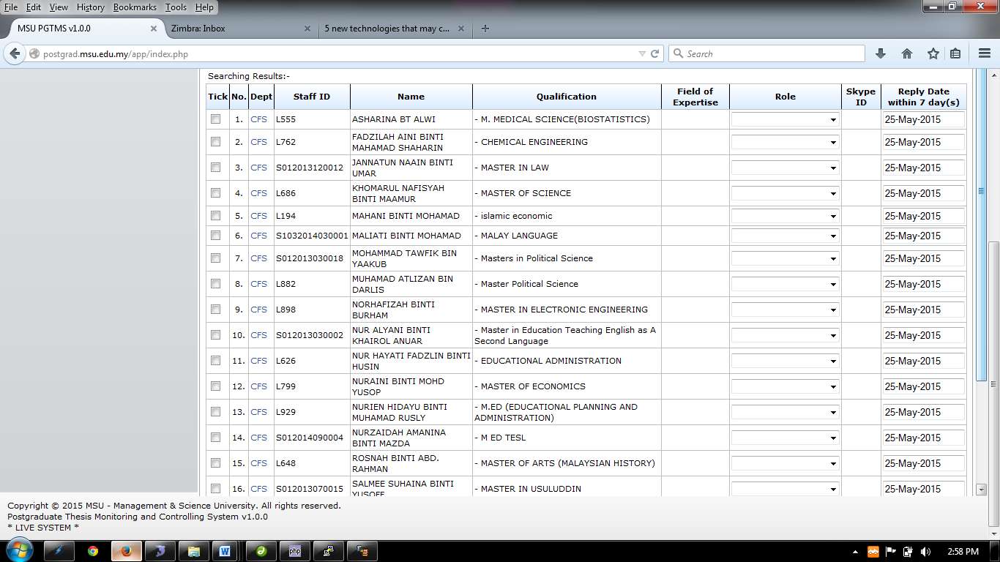 File Edit View History Bookmarks Tools Help
MSU PGTMS v1.0.0
Zimbra: Inbox
5 new technologies that may c...
postgrad.msu.edu.my/app/index.php
Search
Searching Results:-
Tick No. Dept Staff ID Name Qualification Field of Expertise Role Skype ID Reply Date within 7 day(s)
1. CFS L555 ASHARINA BT ALWI - M. MEDICAL SCIENCE(BIOSTATISTICS) 25-May-2015
2. CFS L762 FADZILAH AINI BINTI MAHAMAD SHAHARIN - CHEMICAL ENGINEERING 25-May-2015
3. CFS S012013120012 JANNATUN NAAIN BINTI UMAR - MASTER IN LAW 25-May-2015
4. CFS L686 KHOMARUL NAFISYAH BINTI MAAMUR - MASTER OF SCIENCE 25-May-2015
5. CFS L194 MAHANI BINTI MOHAMAD - islamic economic 25-May-2015
6. CFS S1032014030001 MALIATI BINTI MOHAMAD - MALAY LANGUAGE 25-May-2015
7. CFS S012013030018 MOHAMMAD TAWFIK BIN YAAKUB - Masters in Political Science 25-May-2015
8. CFS L882 MUHAMAD ATLIZAN BIN DARLIS - Master Political Science 25-May-2015
9. CFS L898 NORHAFIZAH BINTI BURHAM - MASTER IN ELECTRONIC ENGINEERING 25-May-2015
10. CFS S012013030002 NUR ALYANI BINTI KHAIROL ANUAR - Master in Education Teaching English as A Second Language 25-May-2015
11. CFS L626 NUR HAYATI FADZLIN BINTI HUSIN - EDUCATIONAL ADMINISTRATION 25-May-2015
12. CFS L799 NURAINI BINTI MOHD YUSOP - MASTER OF ECONOMICS 25-May-2015
13. CFS L929 NURIEN HIDAYU BINTI MUHAMAD RUSLY - M.ED (EDUCATIONAL PLANNING AND ADMINISTRATION) 25-May-2015
14. CFS S012014090004 NURZAIDAH AMANINA BINTI MAZDA - M ED TESL 25-May-2015
15. CFS L648 ROSNAH BINTI ABD. RAHMAN - MASTER OF ARTS (MALAYSIAN HISTORY) 25-May-2015
16. CFS S012013070015 SALMEE SUHAINA BINTI YUSOFF - MASTER IN USULUDDIN 25-May-2015
Copyright © 2015 MSU - Management & Science University. All rights reserved.
Postgraduate Thesis Monitoring and Controlling System v1.0.0
* LIVE SYSTEM *
php
2:58 PM